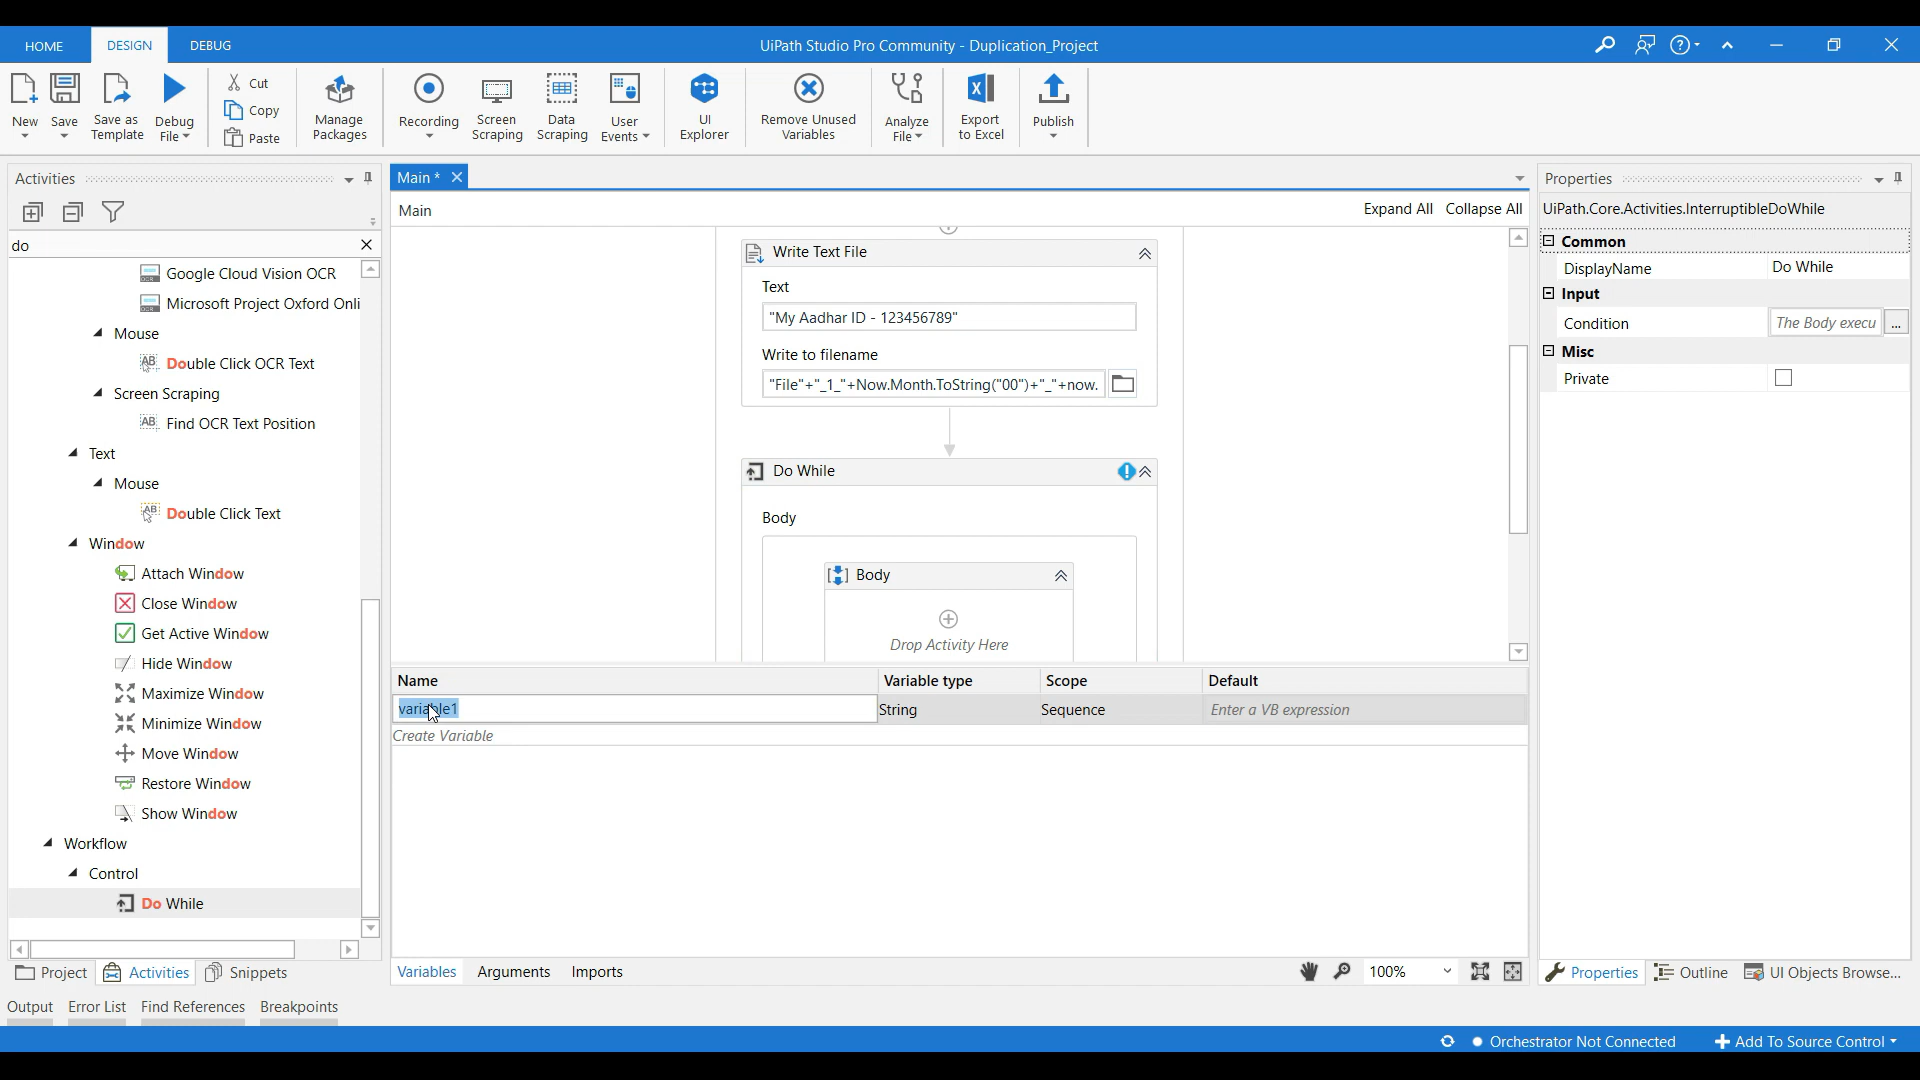 HOME
DESIGN
DEBUG
UiPath Studio Pro Community - Duplication_Project
New
Save
Save as
Template
Debug
File
Cut
Copy
Paste
Manage
Packages
Recording
Screen
Scraping
Data
Scraping
User
Events
UI
Explorer
Remove Unused
Variables
Analyze
File
Export
to Excel
Publish
Activities
do
Google Cloud Vision OCR
Microsoft Project Oxford Onli
Mouse
Double Click OCR Text
Screen Scraping
Find OCR Text Position
Text
Mouse
Double Click Text
Window
Attach Window
Close Window
Get Active Window
Hide Window
Maximize Window
Minimize Window
Move Window
Restore Window
Show Window
Workflow
Control
Do While
Project
Activities
Snippets
Main *
Main
Expand All
Collapse All
Write Text File
Text
"My Aadhar ID - 123456789"
Write to filename
"File"+"_1_"+Now.Month.ToString("00")+"_"+now.
Do While
Body
Body
Drop Activity Here
Name
Variable type
Scope
Default
variable1
String
Sequence
Enter a VB expression
Create Variable
Variables
Arguments
Imports
100%
Properties
UiPath.Core.Activities.InterruptibleDoWhile
Common
DisplayName
Do While
Input
Condition
The Body execu
...
Misc
Private
Properties
Outline
UI Objects Browse...
Output
Error List
Find References
Breakpoints
Orchestrator Not Connected
Add To Source Control